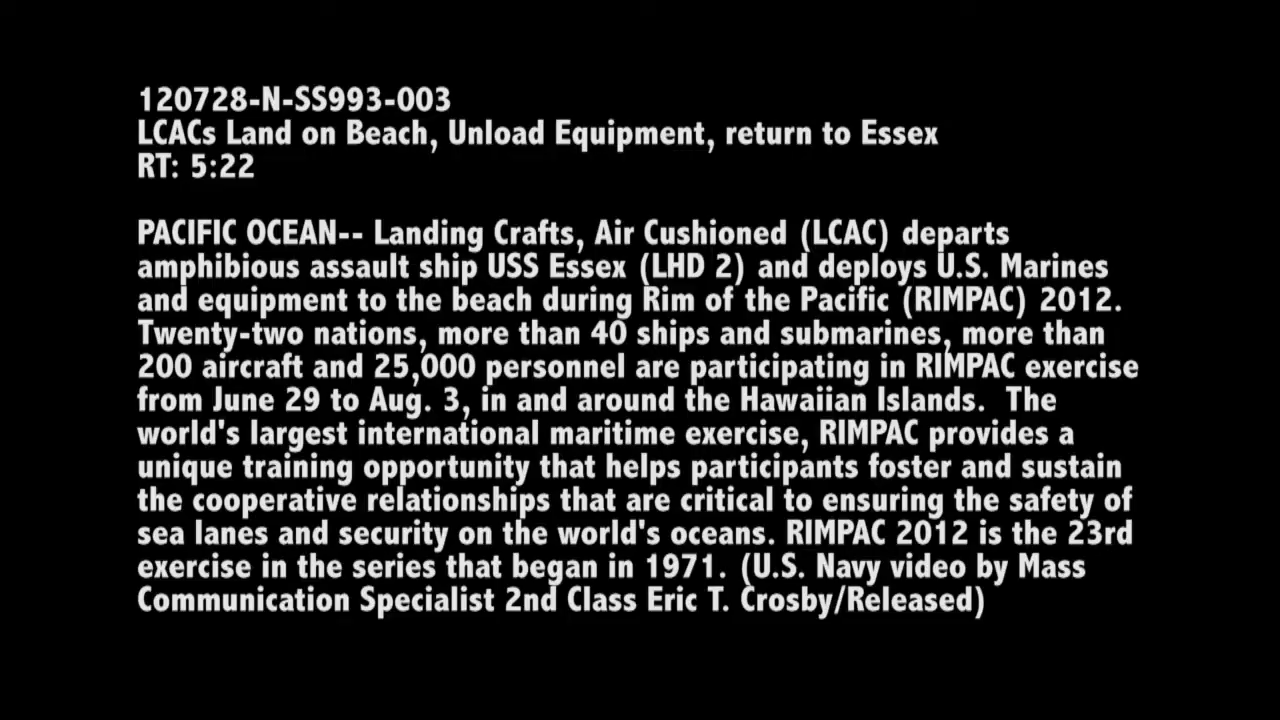 120728-N-SS993-003
LCACs Land on Beach, Unload Equipment, return to Essex
RT: 5:22
PACIFIC OCEAN-- Landing Crafts, Air Cushioned (LCAC) departs
amphibious assault ship USS Essex (LHD 2) and deploys U.S. Marines
and equipment to the beach during Rim of the Pacific (RIMPAC) 2012.
Twenty-two nations, more than 40 ships and submarines, more than
200 aircraft and 25,000 personnel are participating in RIMPAC exercise
from June 29 to Aug. 3, in and around the Hawaiian Islands.  The
world's largest international maritime exercise, RIMPAC provides a
unique training opportunity that helps participants foster and sustain
the cooperative relationships that are critical to ensuring the safety of
sea lanes and security on the world's oceans. RIMPAC 2012 is the 23rd
exercise in the series that began in 1971. (U.S. Navy video by Mass
Communication Specialist 2nd Class Eric T. Crosby/Released)